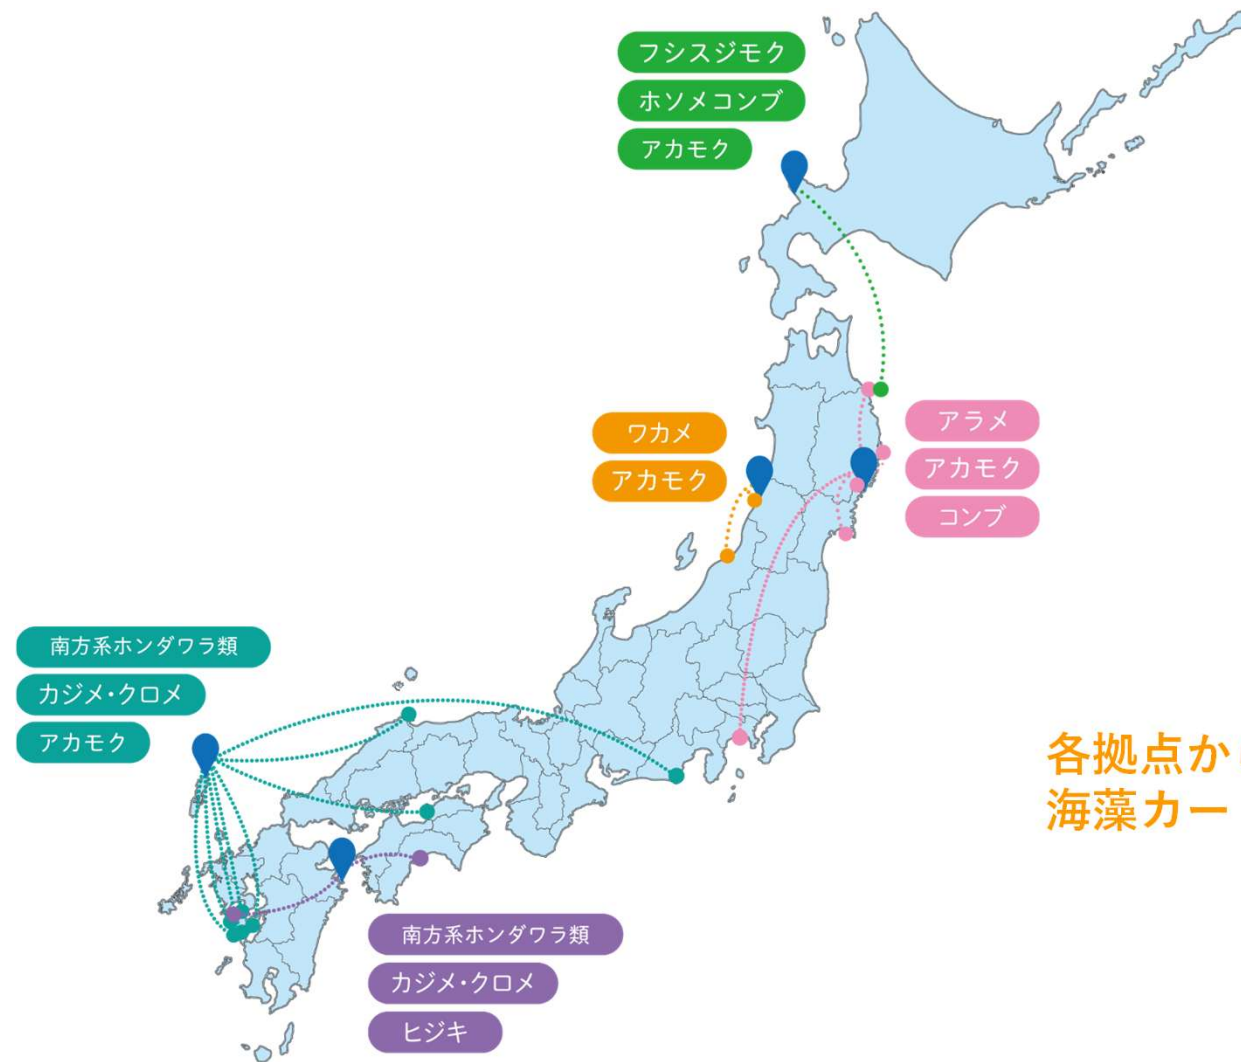 フシスジモク
ホソメコンブ
アカモク
ワカメ
アカモク
アラメ
アカモク
コンブ
南方系ホンダワラ類
カジメ・クロメ
アカモク
各拠点か
海藻カー
南方系ホンダワラ類
カジメ・クロメ
ヒジキ